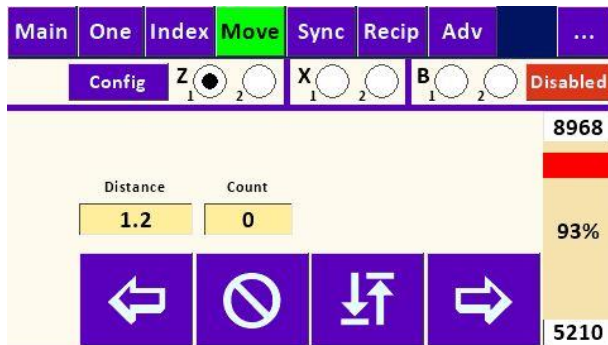 Main One Index Move Sync Recip Adv ...
Config Z 1 2 X 1 2 B 1 2 Disabled
8968
Distance Count
1.2 0
93%
5210